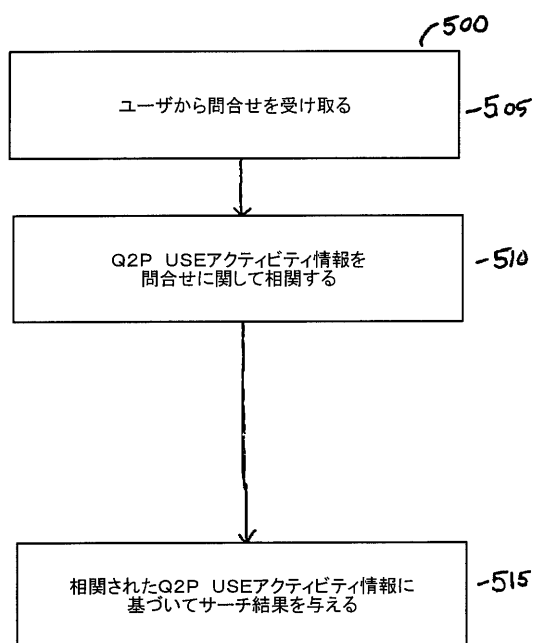 500
ユーザから問合せを受け取る
505
Q2P USEアクティビティ情報を
問合せに関して相関する
510
相関されたQ2P USEアクティビティ情報に
基づいてサーチ結果を与える
515